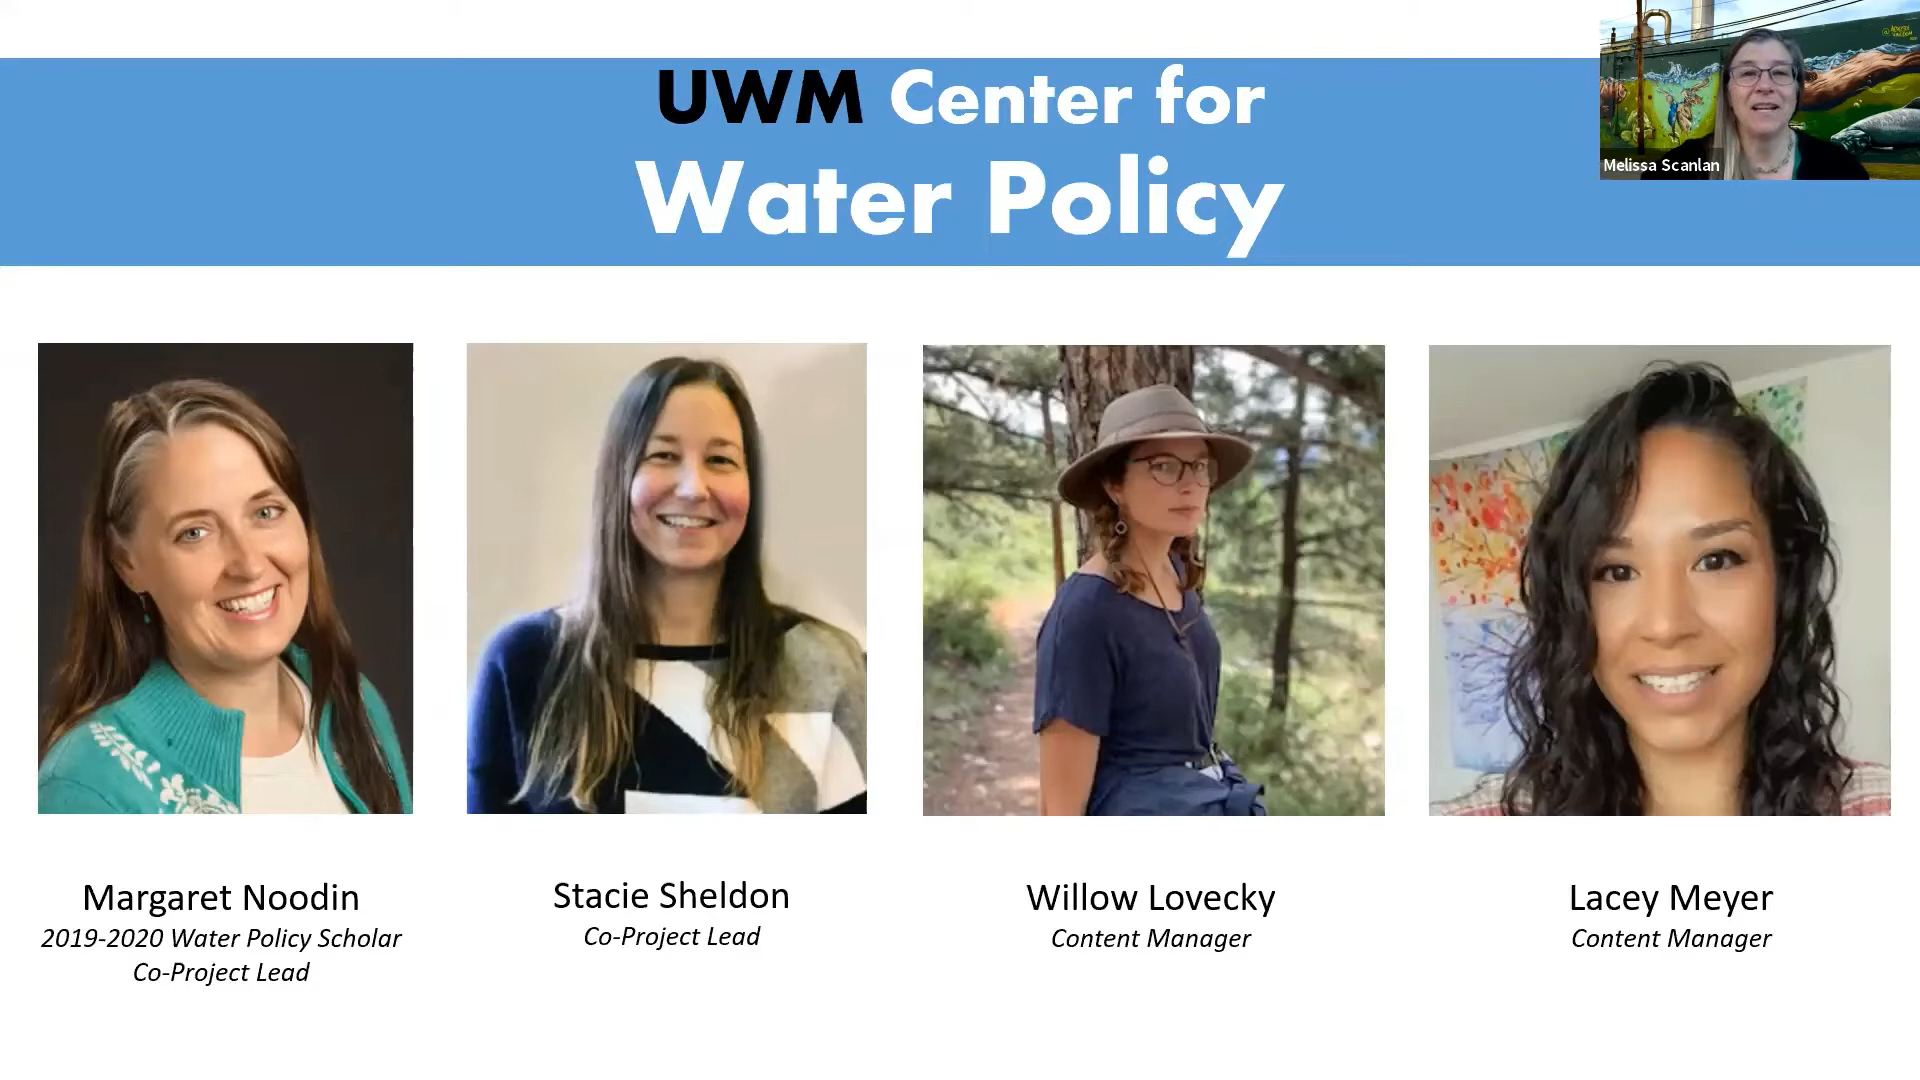 UWM Center for
Water Policy
Melissa Scanlan
Margaret Noodin
2019-2020 Water Policy Scholar
Co-Project Lead
Stacie Sheldon
Co-Project Lead
Willow Lovecky
Content Manager
Lacey Meyer
Content Manager